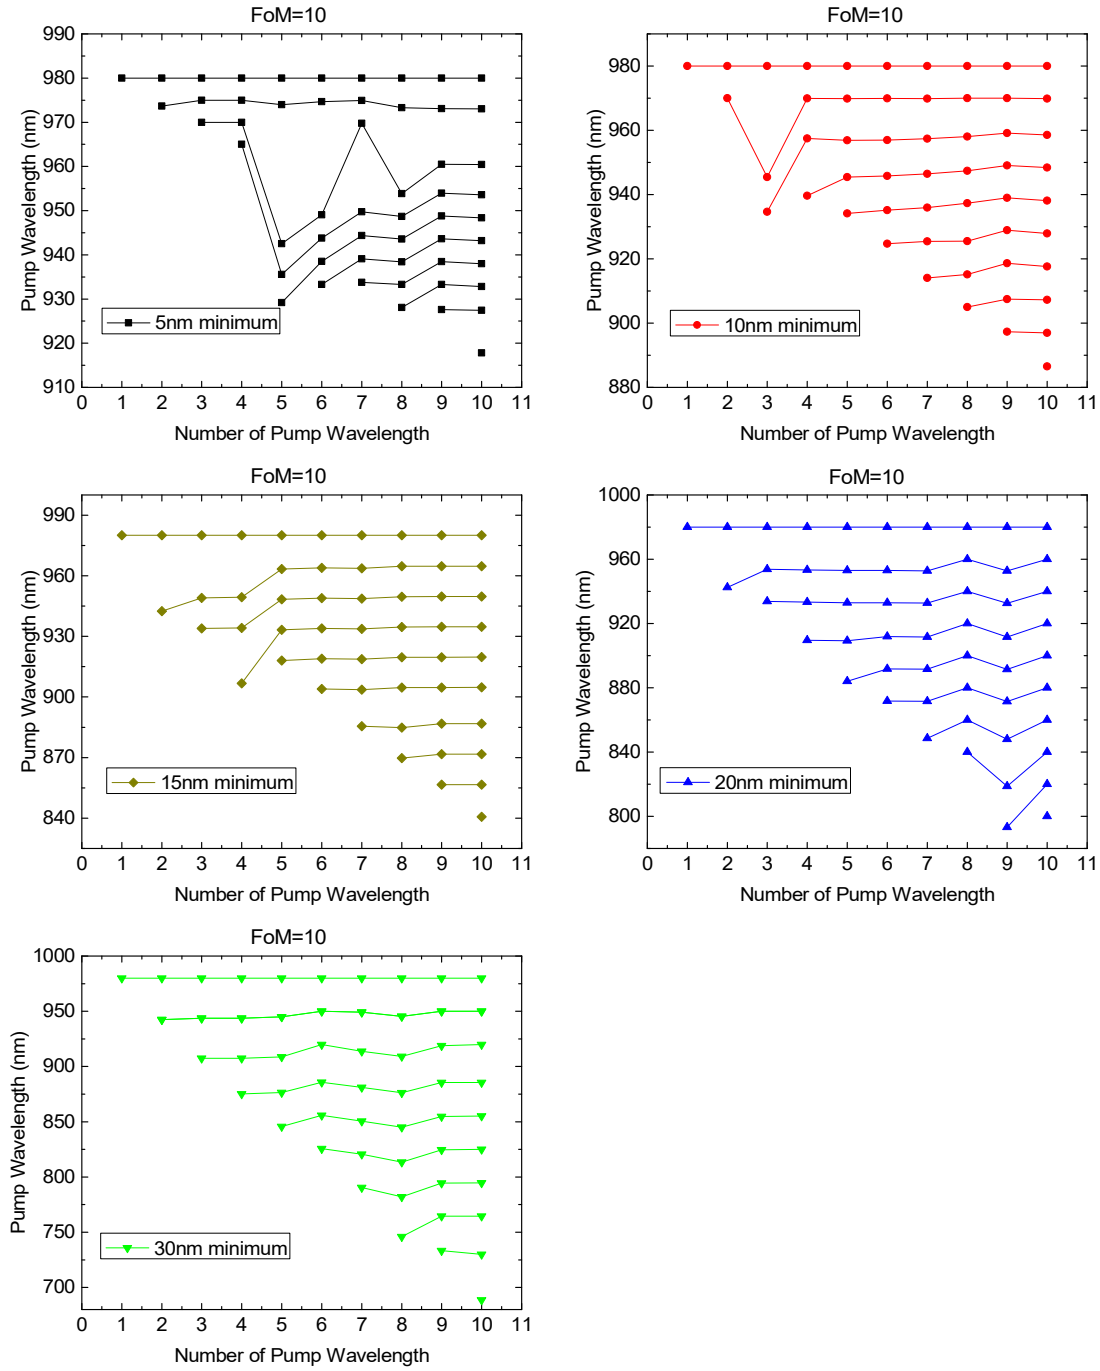 FoM=10
990
980
970
960
950
940
930
920
910
Pump Wavelength (nm)
5nm minimum
0 1 2 3 4 5 6 7 8 9 10 11
Number of Pump Wavelength
FoM=10
980
960
940
920
900
880
Pump Wavelength (nm)
10nm minimum
0 1 2 3 4 5 6 7 8 9 10 11
Number of Pump Wavelength
FoM=10
990
960
930
900
870
840
Pump Wavelength (nm)
15nm minimum
0 1 2 3 4 5 6 7 8 9 10 11
Number of Pump Wavelength
FoM=10
1000
980
960
940
920
900
880
860
840
820
800
Pump Wavelength (nm)
20nm minimum
0 1 2 3 4 5 6 7 8 9 10 11
Number of Pump Wavelength
FoM=10
1000
950
900
850
800
750
700
Pump Wavelength (nm)
30nm minimum
0 1 2 3 4 5 6 7 8 9 10 11
Number of Pump Wavelength